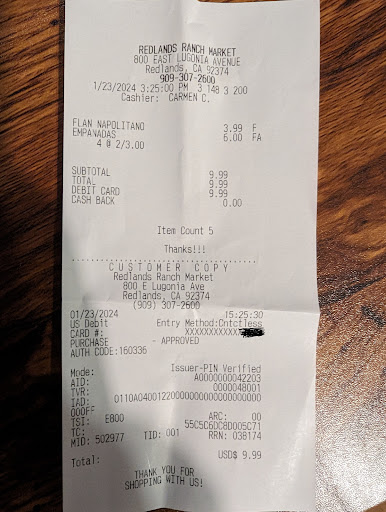 REDLANDS RANCH MARKET
800 EAST LUGONIA AVENUE
Redlands, CA 92374
909-307-2600
1/23/2024 3:25:00 PM 3 148 3 200
Cashier: CARMEN C.
FLAN NAPOLITANO 3.99 F
EMPANADAS 6.00 FA
4 @ 2/3.00
SUBTOTAL 9.99
TOTAL 9.99
DEBIT CARD 9.99
CASH BACK 0.00
Item Count 5
Thanks!!!
CUSTOMER COPY
Redlands Ranch Market
800 E Lugonia Ave
Redlands, CA 92374
(909) 307-2600
01/23/2024 15:25:30
US Debit Entry Method:Cntctless
CARD #: XXXXXXXXXXXX
PURCHASE - APPROVED
AUTH CODE:160336
Mode: Issuer-PIN Verified
AID: A0000000042203
TVR: 0000048001
IAD: 0110A0400122000000000000000000
000FF
TSI: E800 ARC: 00
TC: 55C5C6DC8D005C71
MID: 502977 TID: 001 RRN: 038174
Total: USD$ 9.99
THANK YOU FOR
SHOPPING WITH US!